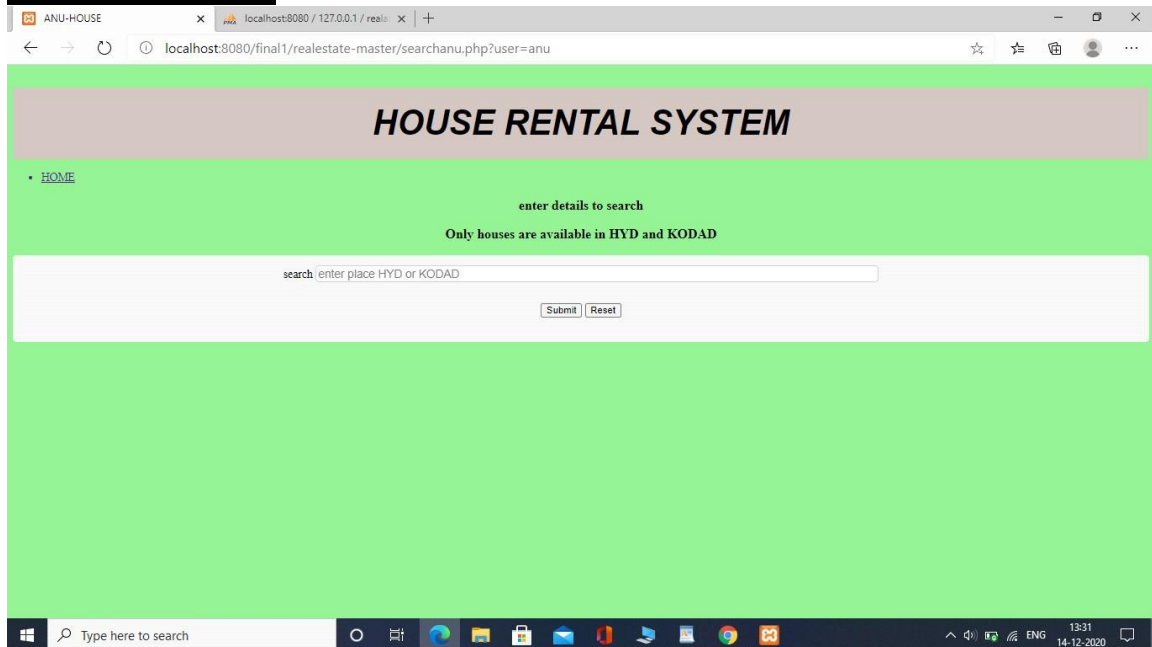 ANU-HOUSE
localhost:8080 / 127.0.0.1 / reala
localhost:8080/final1/realestate-master/searchanu.php?user=anu
HOUSE RENTAL SYSTEM
• HOME
enter details to search
Only houses are available in HYD and KODAD
search enter place HYD or KODAD
Submit Reset
Type here to search
ENG
13:31
14-12-2020